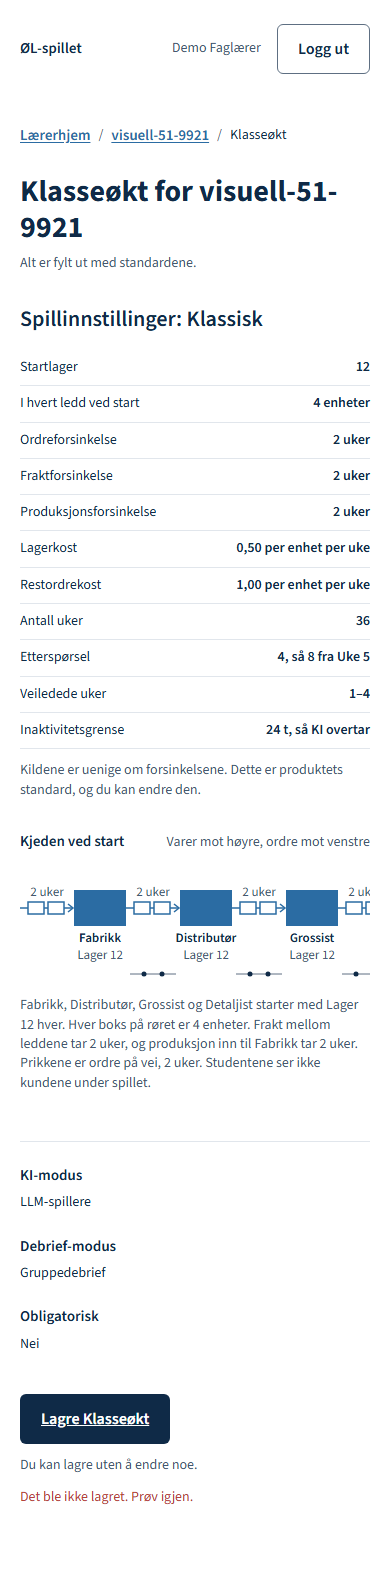 ØL-spillet
Demo Faglærer
Logg ut
Lærerhjem / visuell-51-9921 / Klasseøkt
Klasseøkt for visuell-51-
9921
Alt er fylt ut med standardene.
Spillinnstillinger: Klassisk
Startlager 12
I hvert ledd ved start 4 enheter
Ordreforsinkelse 2 uker
Fraktforsinkelse 2 uker
Produksjonsforsinkelse 2 uker
Lagerkost 0,50 per enhet per uke
Restordrekost 1,00 per enhet per uke
Antall uker 36
Etterspørsel 4, så 8 fra Uke 5
Veiledede uker 1–4
Inaktivitetsgrense 24 t, så KI overtar
Kildene er uenige om forsinkelsene. Dette er produktets
standard, og du kan endre den.
Kjeden ved start Varer mot høyre, ordre mot venstre
2 uker 2 uker 2 uker 2 uk
Fabrikk Distributør Grossist
Lager 12 Lager 12 Lager 12
Fabrikk, Distributør, Grossist og Detaljist starter med Lager
12 hver. Hver boks på røret er 4 enheter. Frakt mellom
leddene tar 2 uker, og produksjon inn til Fabrikk tar 2 uker.
Prikkene er ordre på vei, 2 uker. Studentene ser ikke
kundene under spillet.
KI-modus
LLM-spillere
Debrief-modus
Gruppedebrief
Obligatorisk
Nei
Lagre Klasseøkt
Du kan lagre uten å endre noe.
Det ble ikke lagret. Prøv igjen.